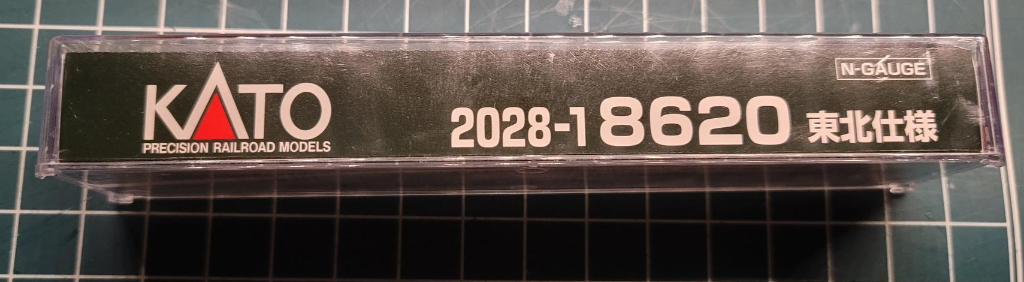 N-GAUGE
KATO
PRECISION RAILROAD MODELS
2028-1 8620 東北仕様